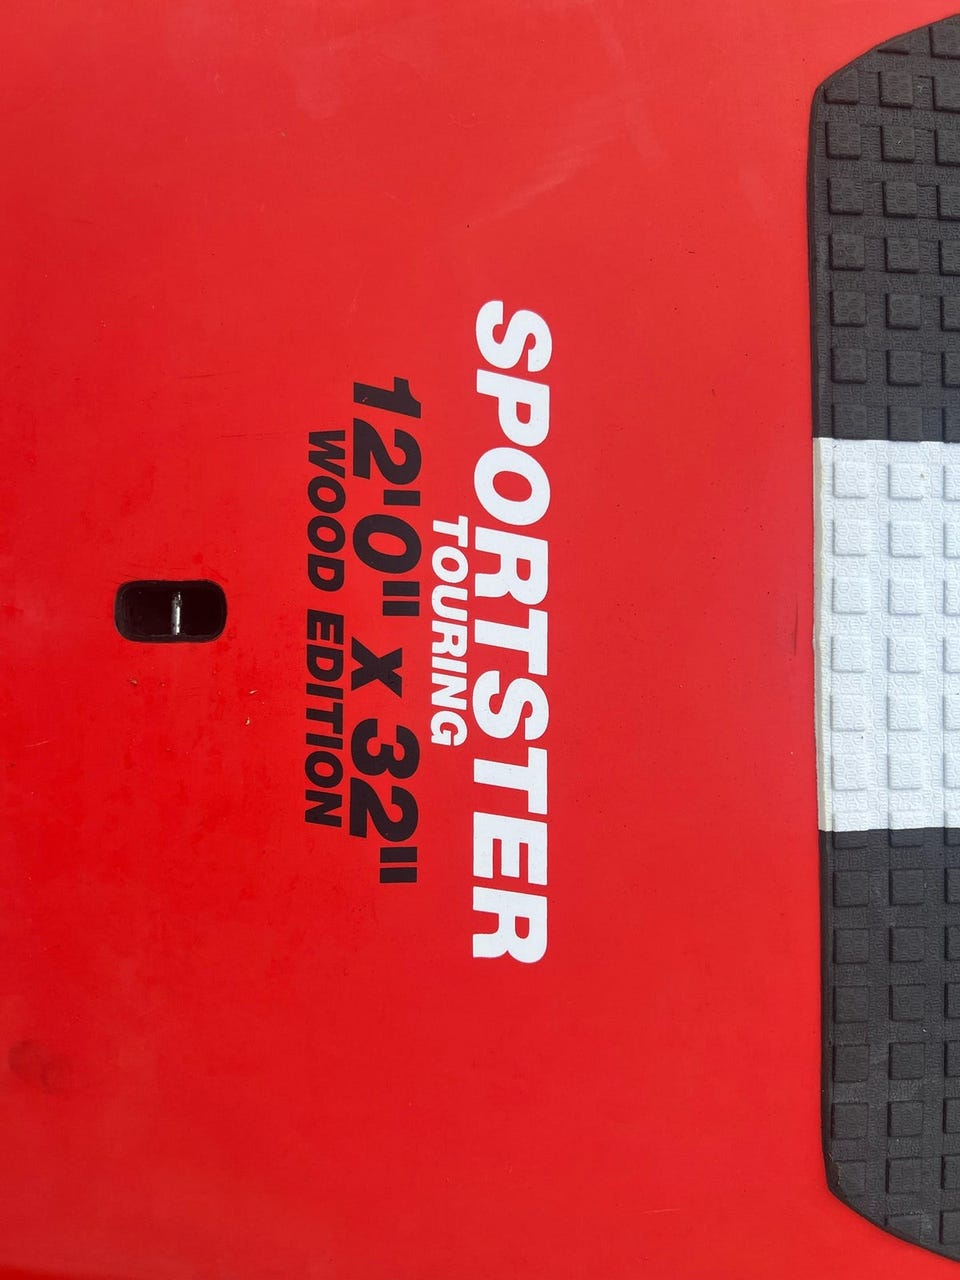 SPORTSTER
TOURING
12'0" X 32"
WOOD EDITION